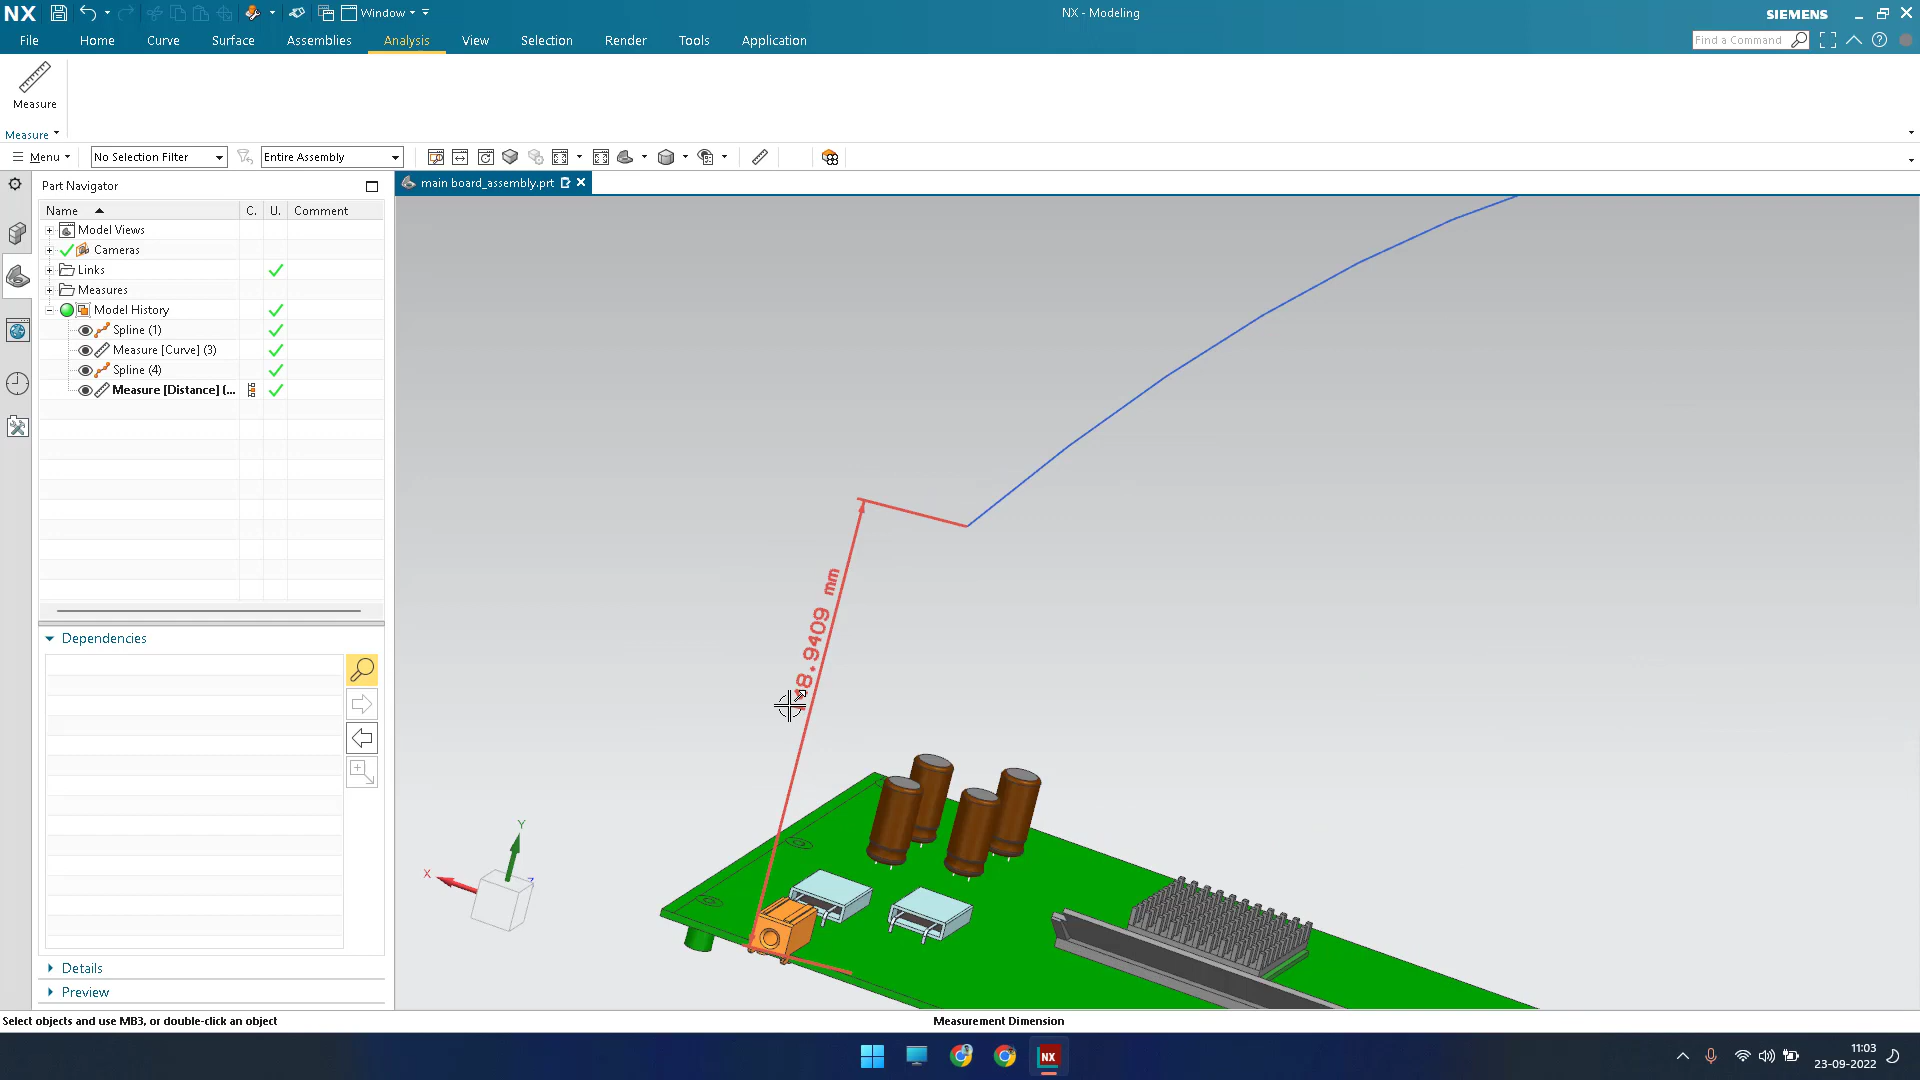 NX
Window
NX - Modeling
SIEMENS
File
Home
Curve
Surface
Assemblies
Analysis
View
Selection
Render
Tools
Application
Find a Command
Measure
Measure
Menu
No Selection Filter
Entire Assembly
Part Navigator
main board_assembly.prt
Name
C.
U.
Comment
Model Views
Cameras
Links
Measures
Model History
Spline (1)
Measure [Curve] (3)
Spline (4)
Measure [Distance] (...
8.9409 mm
Y
X
Z
Dependencies
Details
Preview
Select objects and use MB3, or double-click an object
Measurement Dimension
NX
11:03
23-09-2022